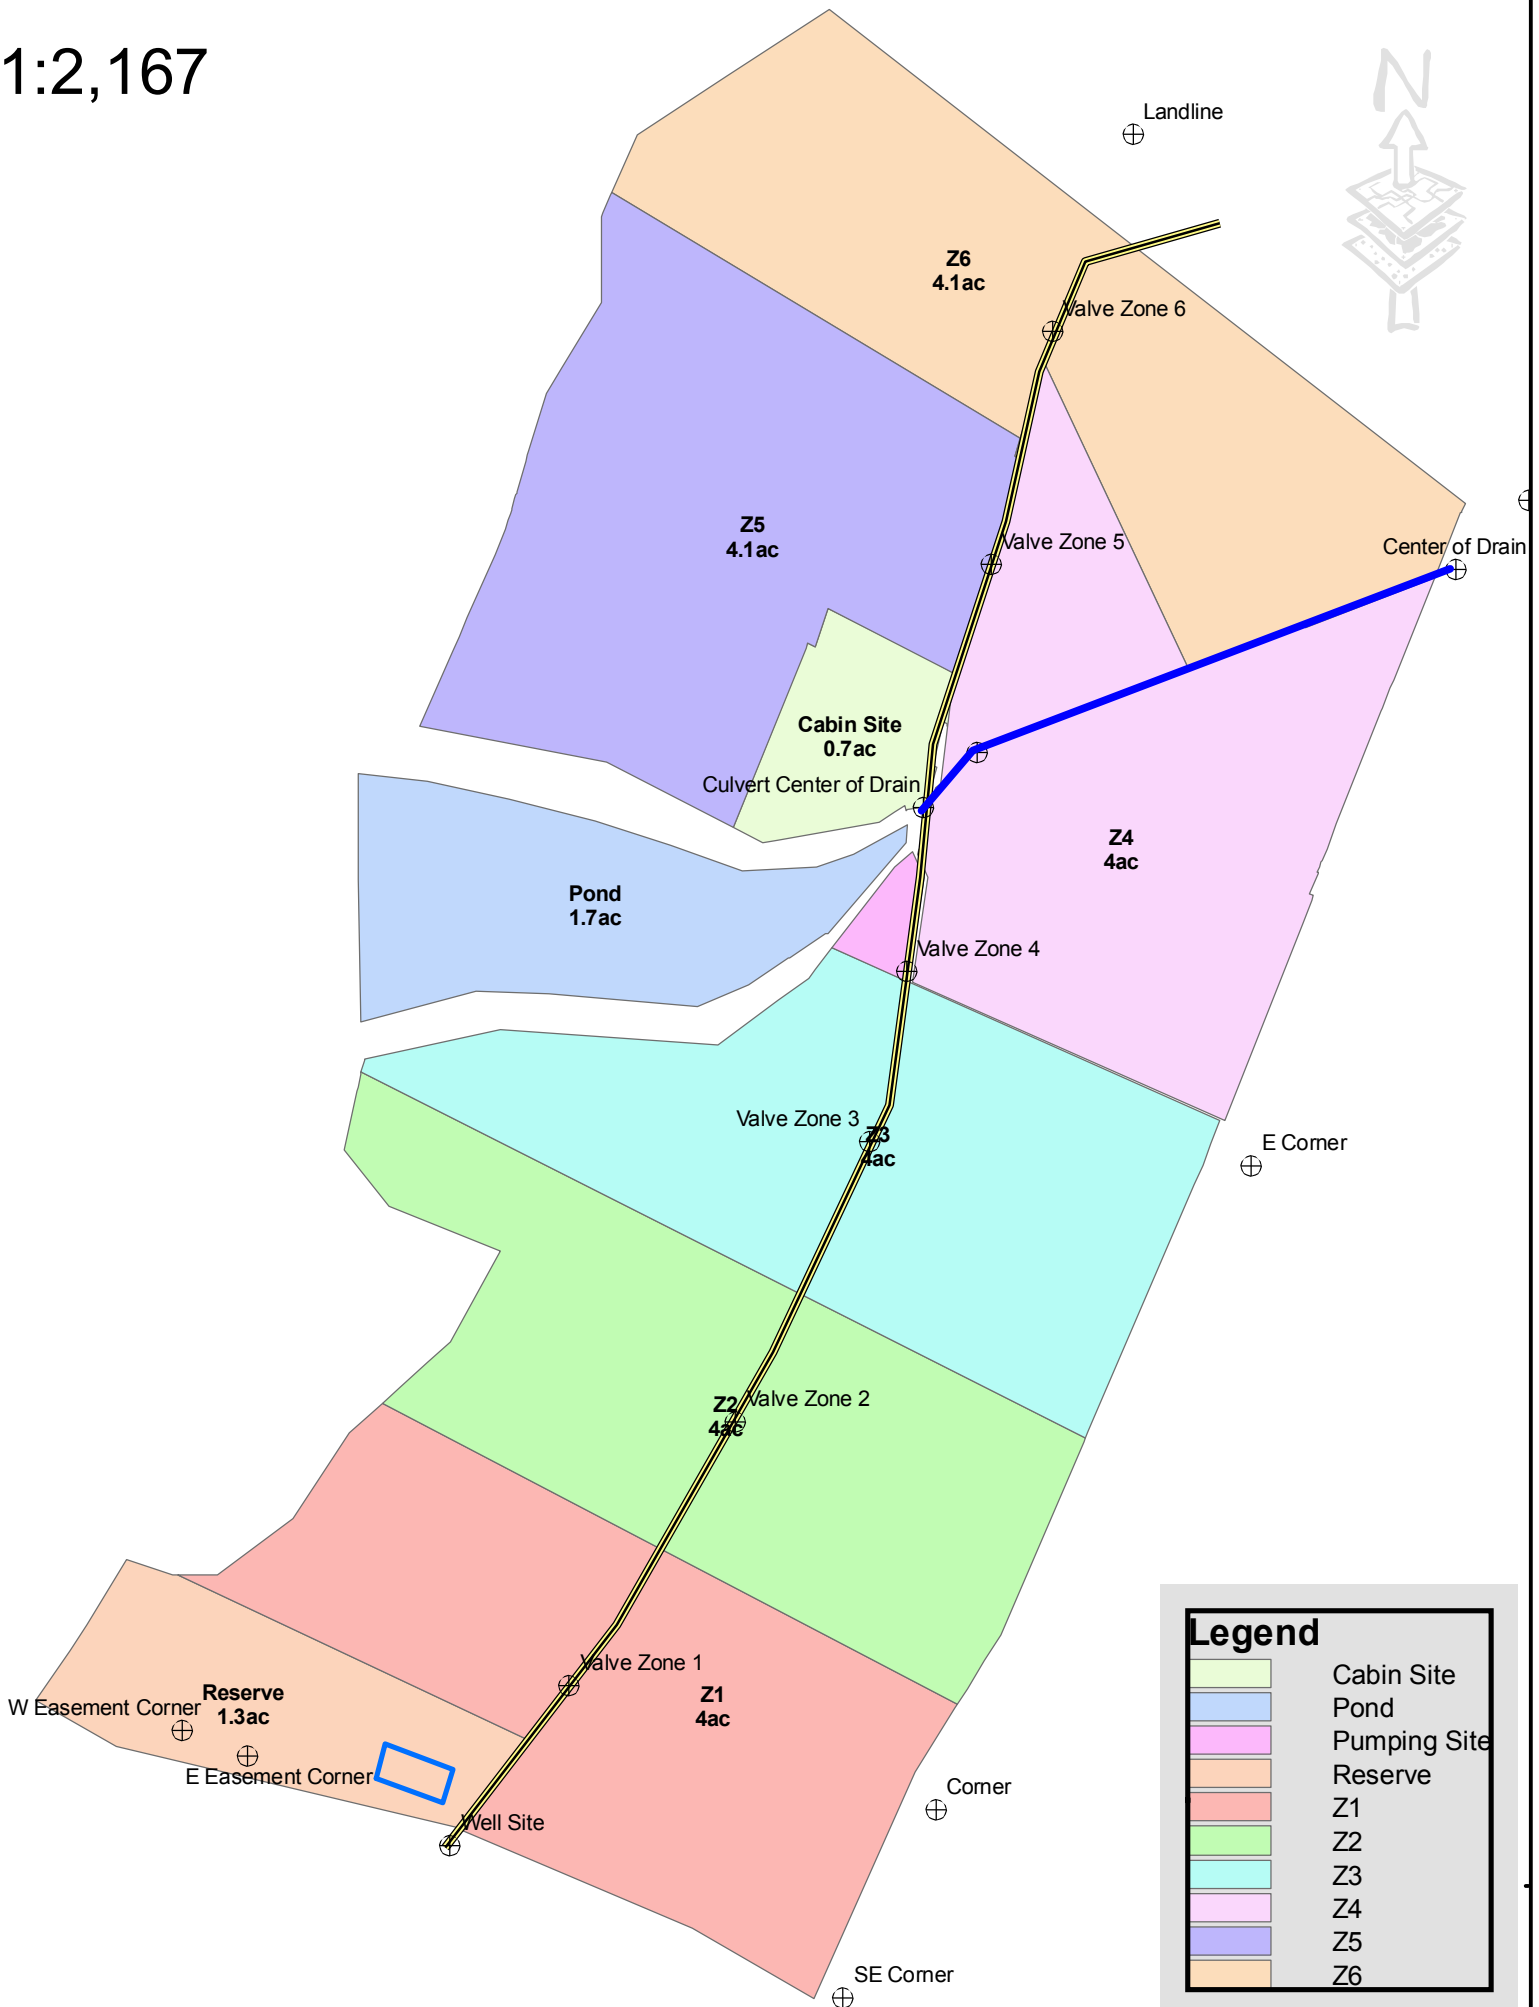 1:2,167
N
Landline
Z6
4.1ac
Valve Zone 6
Z5
4.1ac
Valve Zone 5
Center of Drain
Cabin Site
0.7ac
Culvert Center of Drain
Z4
4ac
Pond
1.7ac
Valve Zone 4
Valve Zone 3
Z3
4ac
E Corner
Valve Zone 2
Z2
4ac
Valve Zone 1
Z1
4ac
Reserve
1.3ac
W Easement Corner
E Easement Corner
Well Site
Corner
SE Corner
Legend
Cabin Site
Pond
Pumping Site
Reserve
Z1
Z2
Z3
Z4
Z5
Z6